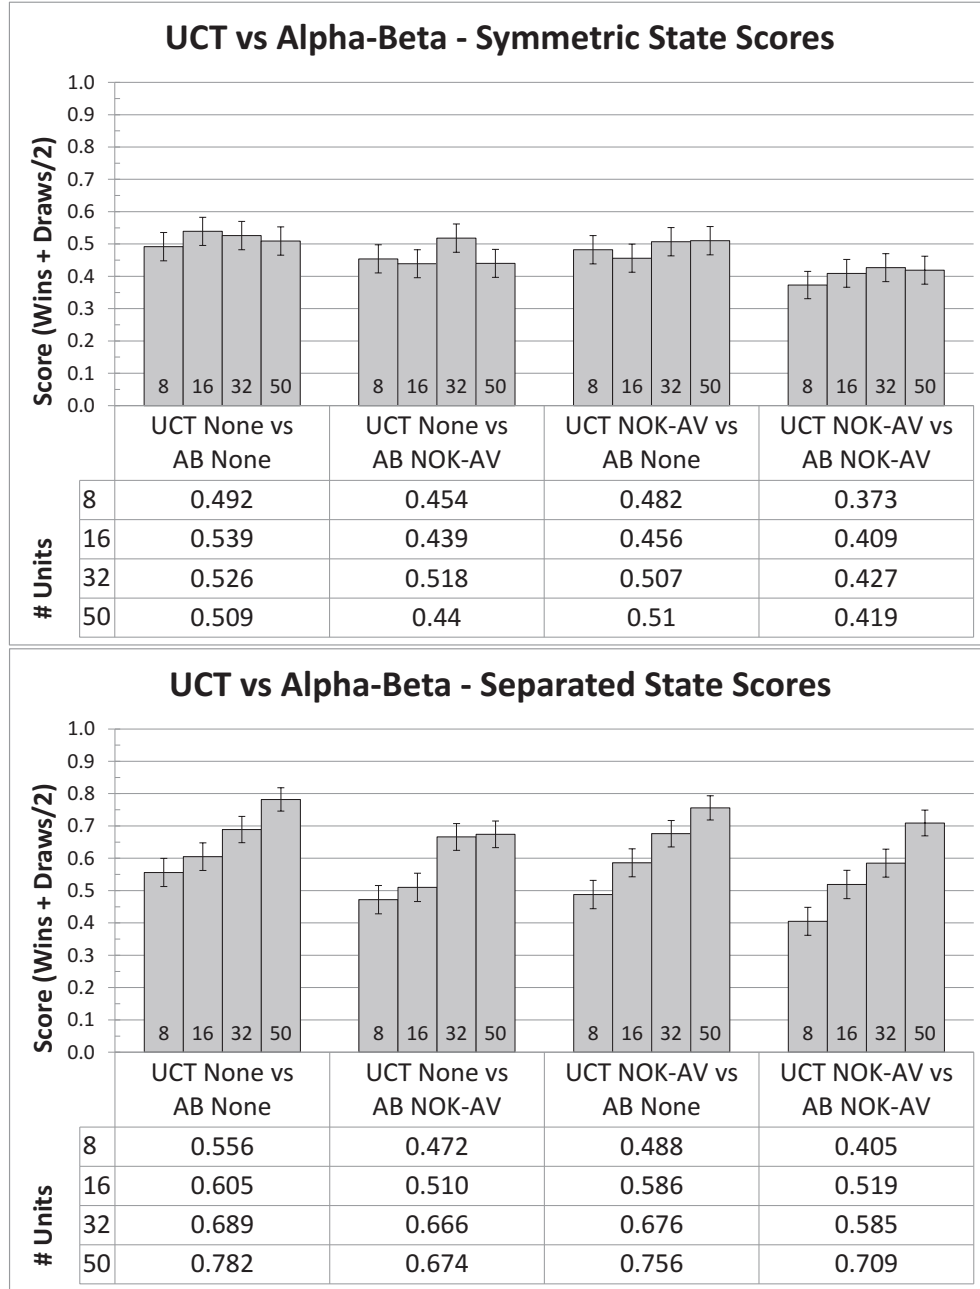 UCT vs Alpha-Beta - Symmetric State Scores
Score (Wins + Draws/2)
1.0
0.9
0.8
0.7
0.6
0.5
0.4
0.3
0.2
0.1
0.0
8 16 32 50 8 16 32 50 8 16 32 50 8 16 32 50
UCT None vs AB None
UCT None vs AB NOK-AV
UCT NOK-AV vs AB None
UCT NOK-AV vs AB NOK-AV
# Units
8 0.492 0.454 0.482 0.373
16 0.539 0.439 0.456 0.409
32 0.526 0.518 0.507 0.427
50 0.509 0.44 0.51 0.419
UCT vs Alpha-Beta - Separated State Scores
Score (Wins + Draws/2)
1.0
0.9
0.8
0.7
0.6
0.5
0.4
0.3
0.2
0.1
0.0
8 16 32 50 8 16 32 50 8 16 32 50 8 16 32 50
UCT None vs AB None
UCT None vs AB NOK-AV
UCT NOK-AV vs AB None
UCT NOK-AV vs AB NOK-AV
# Units
8 0.556 0.472 0.488 0.405
16 0.605 0.510 0.586 0.519
32 0.689 0.666 0.676 0.585
50 0.782 0.674 0.756 0.709